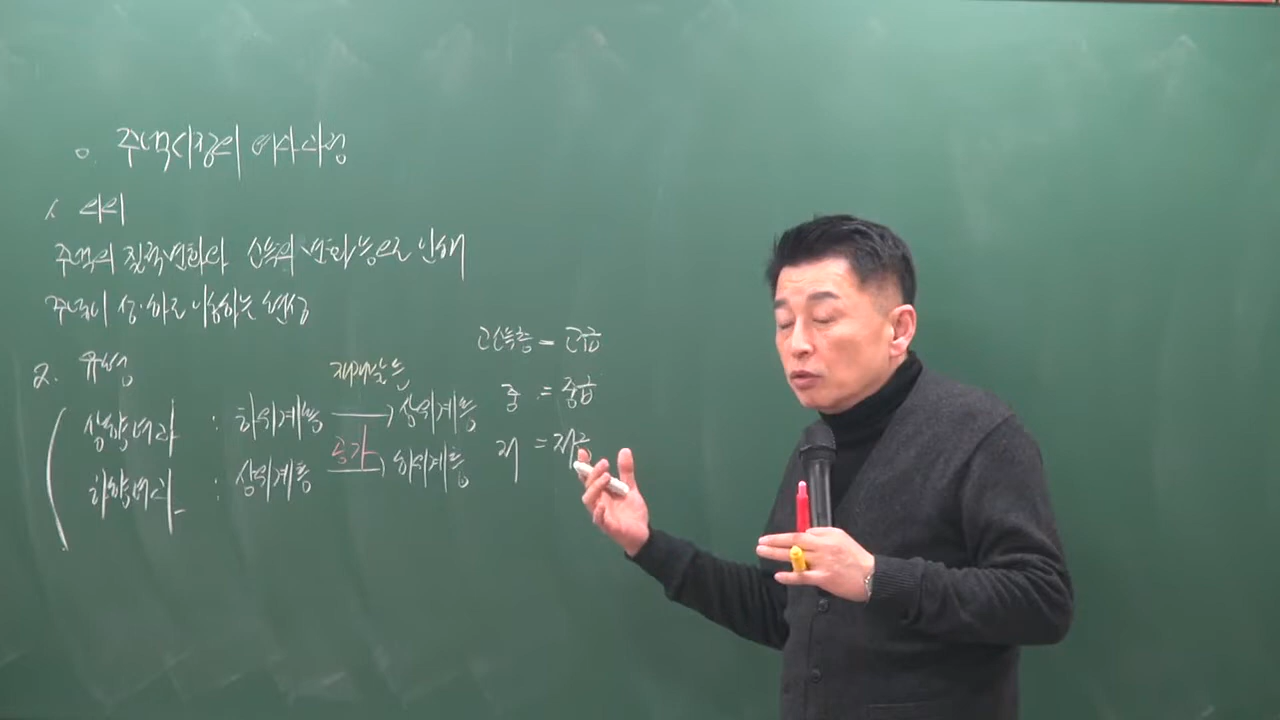 o. 주택시장의 여과과정
1. 의의
주택의 질적변화와 소득의 변화 등으로 인해
주택이 상·하로 이동하는 현상
2. 유형
상향여과 : 하위계층 재개발 등 → 상위계층
하향여과 : 상위계층 증가 → 하위계층
고소득층 - 고급
중 = 중급
저 = 저급